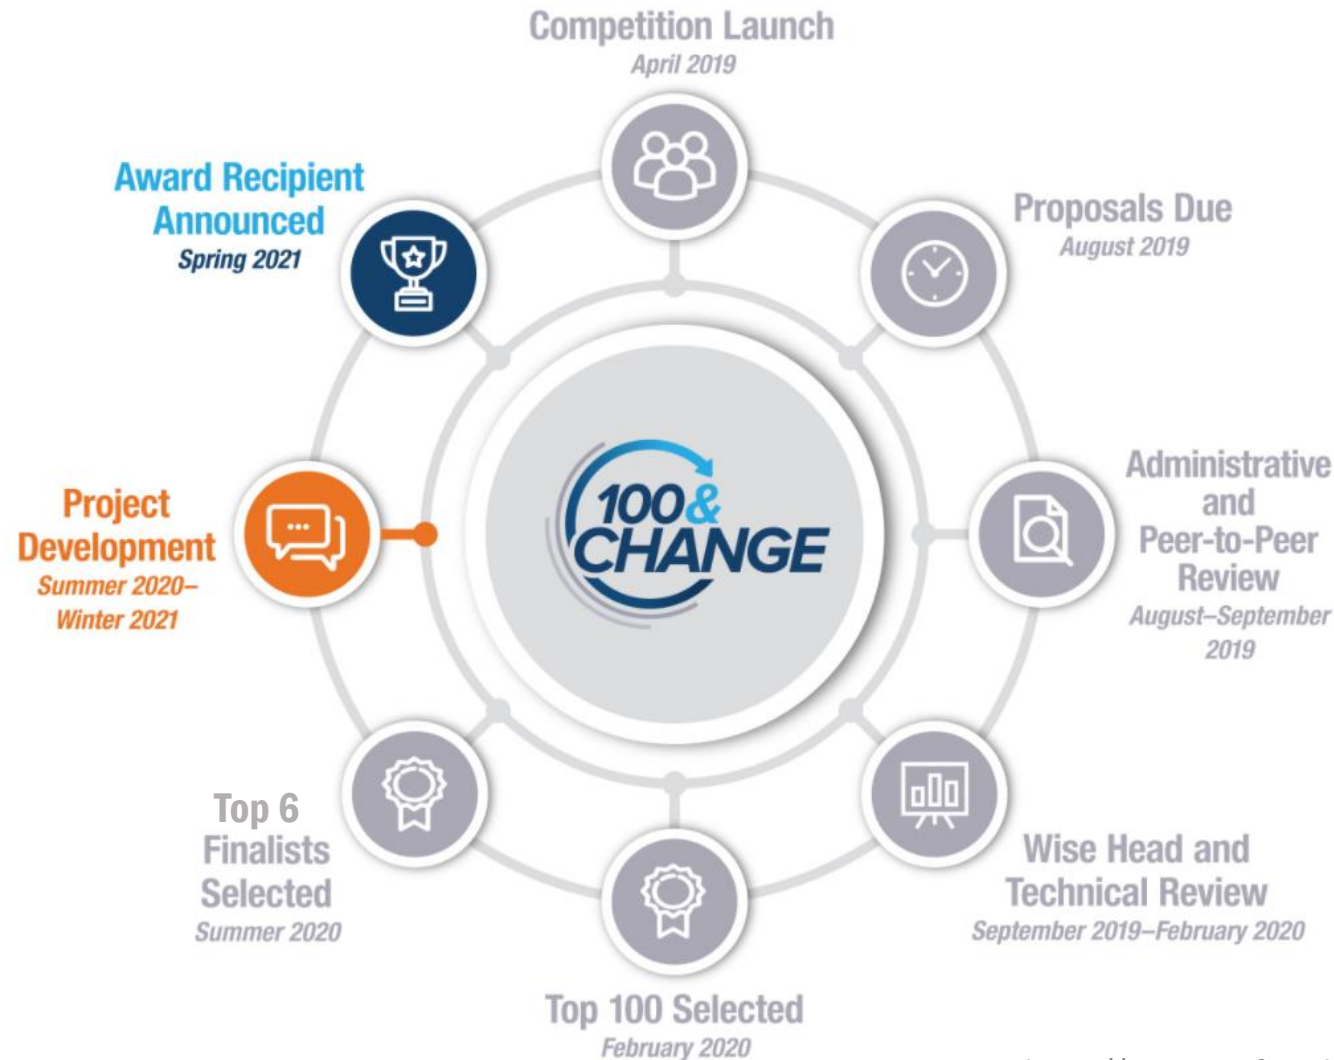 Competition Launch
April 2019
Proposals Due
August 2019
Administrative
and
Peer-to-Peer
Review
August–September
2019
Wise Head and
Technical Review
September 2019–February 2020
Top 100 Selected
February 2020
Top 6
Finalists
Selected
Summer 2020
Project
Development
Summer 2020–
Winter 2021
Award Recipient
Announced
Spring 2021
100&
CHANGE